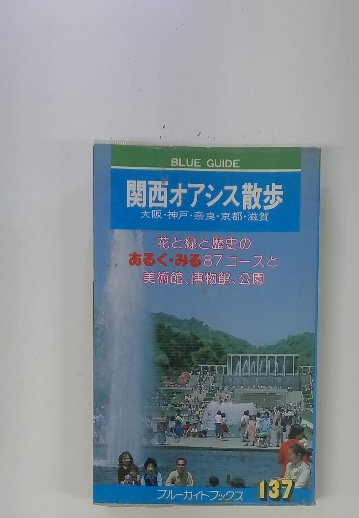 BLUE GUIDE
関西オアシス散歩
大阪・神戸・奈良・京都・滋賀
花と緑と歴史の
あるく・みる87コースと
美術館、博物館、公園
ブルーガイドブックス
137